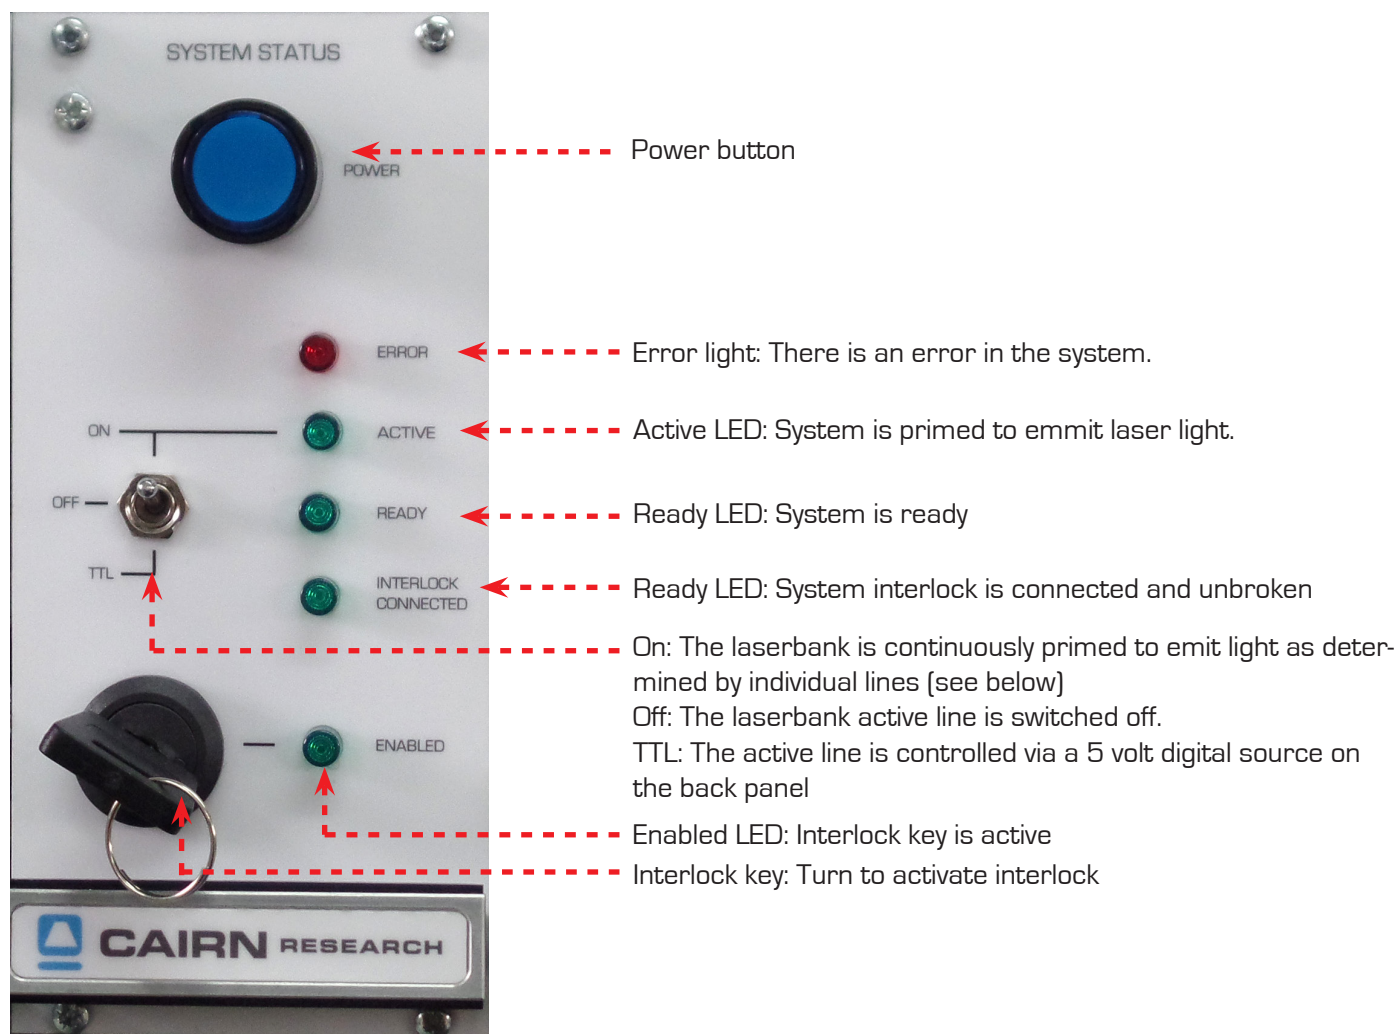 SYSTEM STATUS
POWER
Power button
ERROR
Error light: There is an error in the system.
ON
ACTIVE
Active LED: System is primed to emmit laser light.
OFF
READY
Ready LED: System is ready
TTL
INTERLOCK
CONNECTED
Ready LED: System interlock is connected and unbroken
On: The laserbank is continuously primed to emit light as deter-
mined by individual lines (see below)
Off: The laserbank active line is switched off.
TTL: The active line is controlled via a 5 volt digital source on
the back panel
ENABLED
Enabled LED: Interlock key is active
Interlock key: Turn to activate interlock
CAIRN RESEARCH